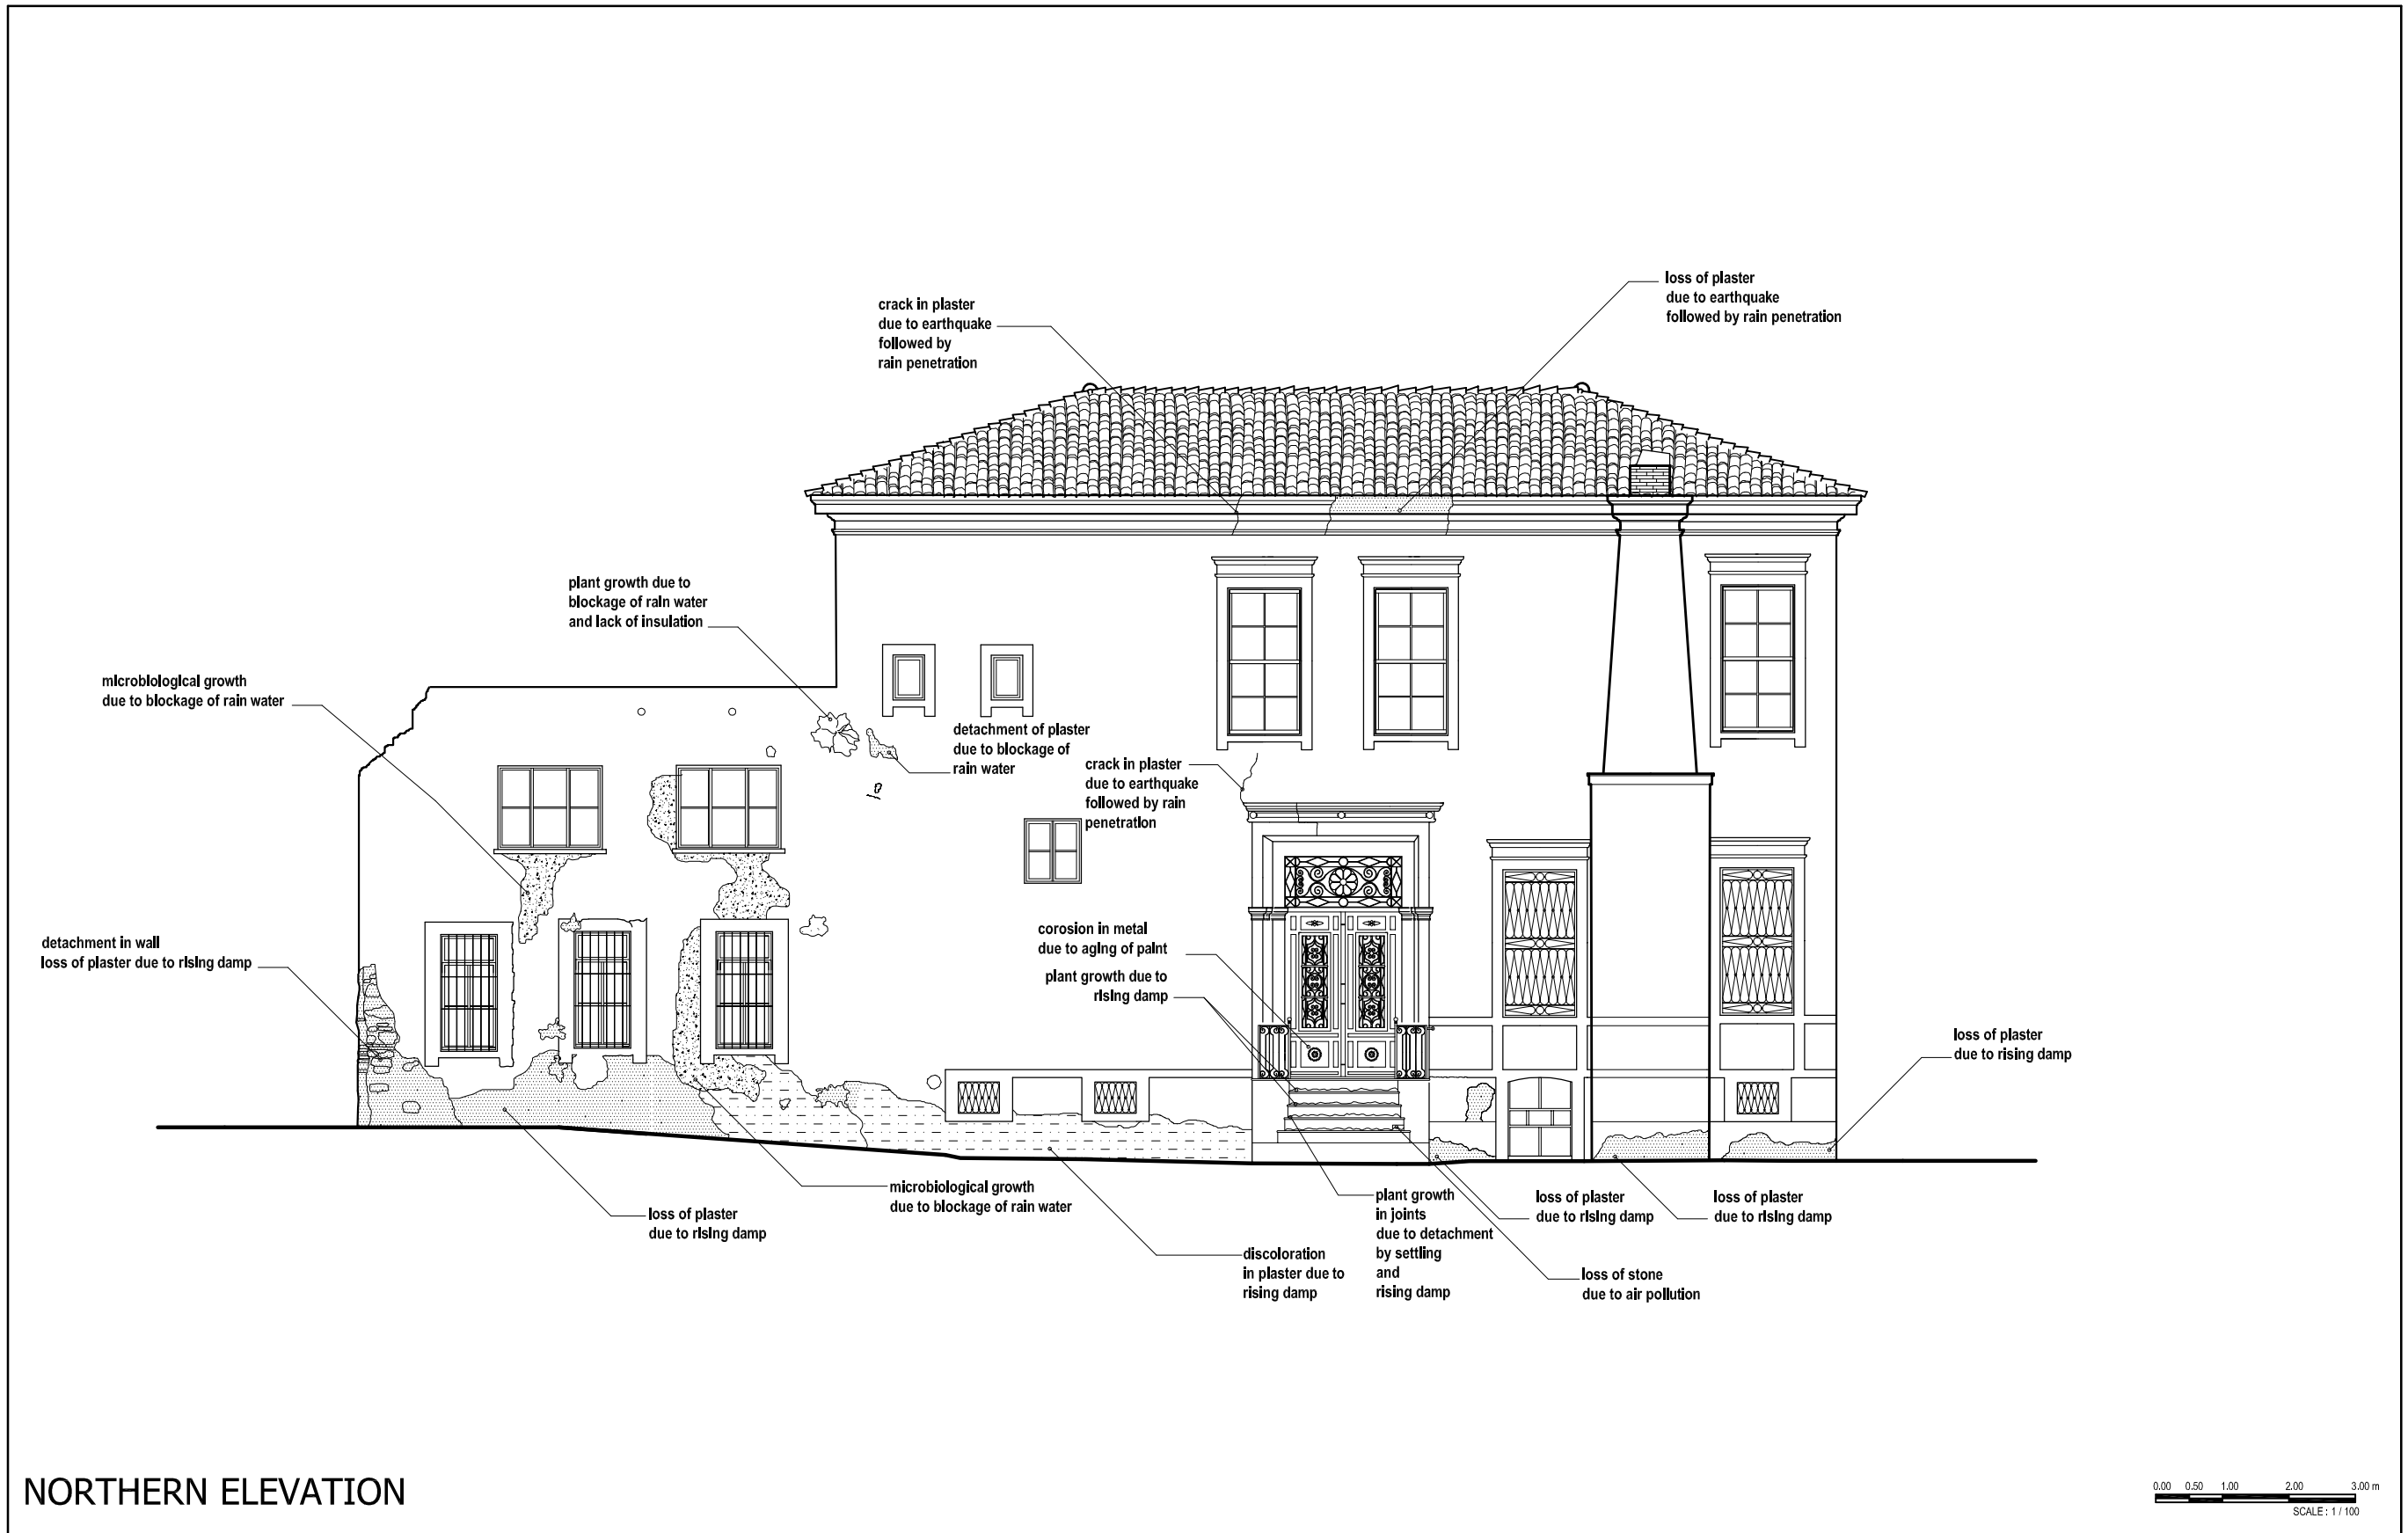 loss of plaster
due to earthquake
followed by rain penetration
crack in plaster
due to earthquake
followed by
rain penetration
plant growth due to
blockage of rain water
and lack of insulation
microbiological growth
due to blockage of rain water
detachment of plaster
due to blockage of
rain water
crack in plaster
due to earthquake
followed by rain
penetration
detachment in wall
loss of plaster due to rising damp
corosion in metal
due to aging of paint
plant growth due to
rising damp
loss of plaster
due to rising damp
microbiological growth
due to blockage of rain water
loss of plaster
due to rising damp
discoloration
in plaster due to
rising damp
plant growth
in joints
due to detachment
by settling
and
rising damp
loss of plaster
due to rising damp
loss of plaster
due to rising damp
loss of stone
due to air pollution
NORTHERN ELEVATION
0.00 0.50 1.00 2.00 3.00 m
SCALE : 1 / 100